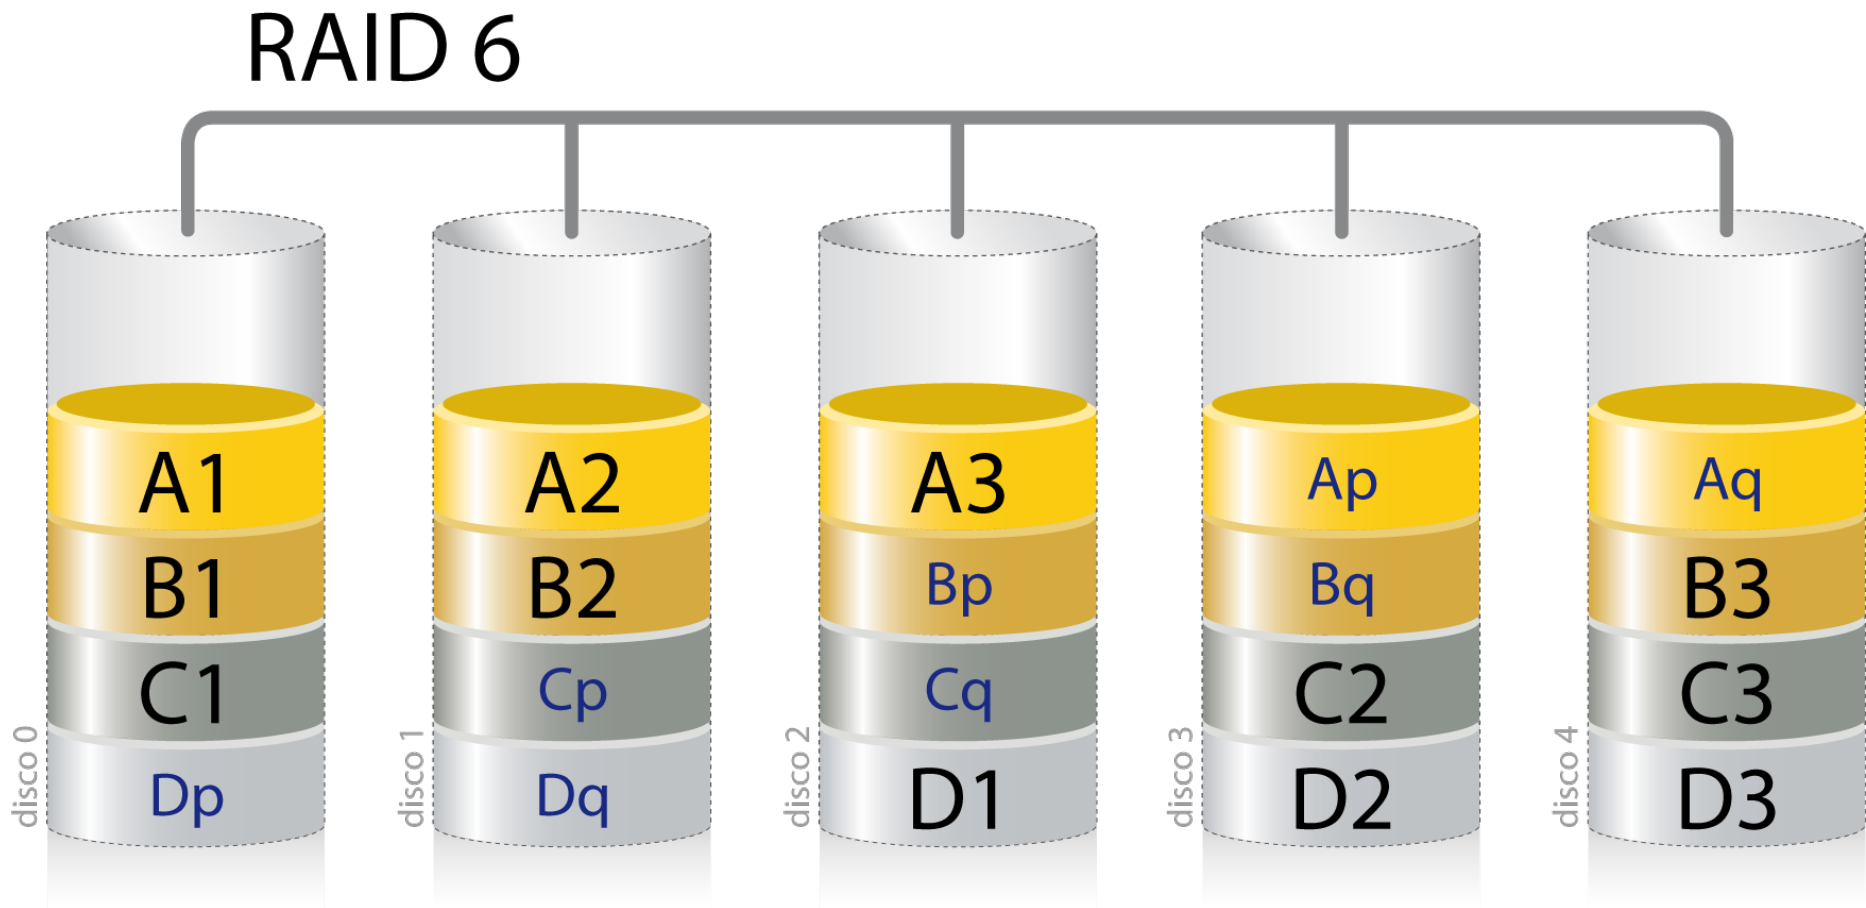 RAID 6
A1 A2 A3 Ap Aq
B1 B2 Bp Bq B3
C1 Cp Cq C2 C3
Dp Dq D1 D2 D3
disco 0 disco 1 disco 2 disco 3 disco 4